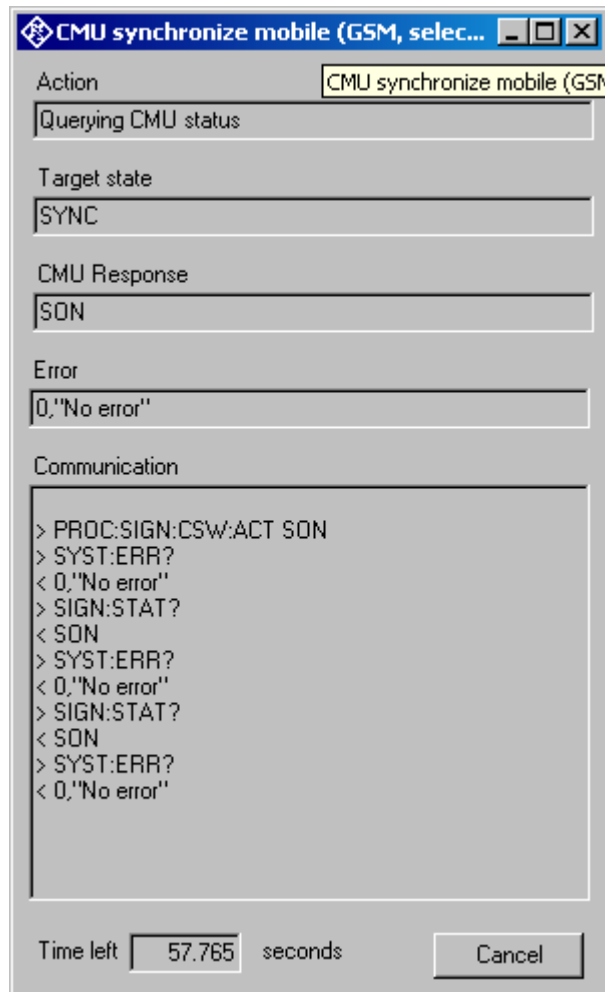 CMU synchronize mobile (GSM, selec...
Action
CMU synchronize mobile (GSM
Querying CMU status
Target state
SYNC
CMU Response
SON
Error
0,"No error"
Communication
> PROC:SIGN:CSW:ACT SON
> SYST:ERR?
< 0,"No error"
> SIGN:STAT?
< SON
> SYST:ERR?
< 0,"No error"
> SIGN:STAT?
< SON
> SYST:ERR?
< 0,"No error"
Time left 57.765 seconds Cancel